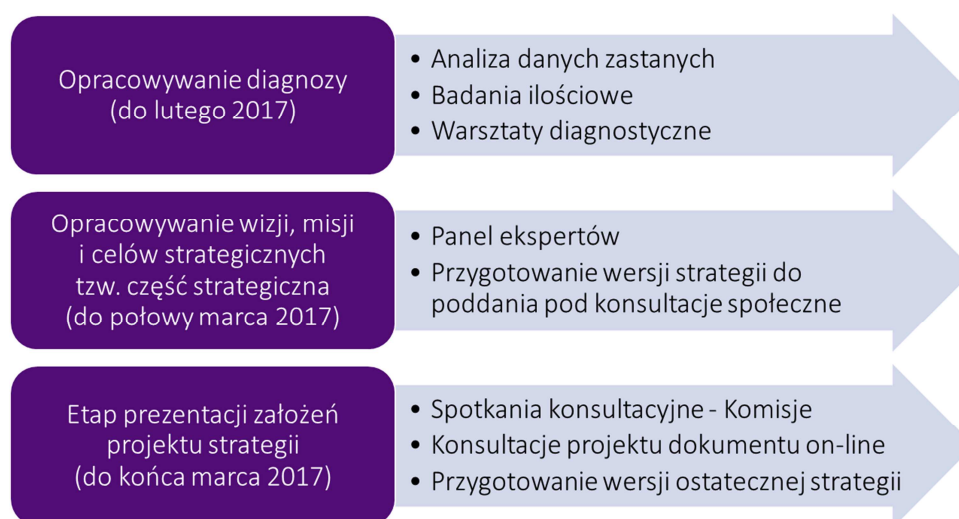 Opracowywanie diagnozy
(do lutego 2017)
• Analiza danych zastanych
• Badania ilościowe
• Warsztaty diagnostyczne
Opracowywanie wizji, misji
i celów strategicznych
tzw. część strategiczna
(do połowy marca 2017)
• Panel ekspertów
• Przygotowanie wersji strategii do
poddania pod konsultacje społeczne
Etap prezentacji założeń
projektu strategii
(do końca marca 2017)
• Spotkania konsultacyjne - Komisje
• Konsultacje projektu dokumentu on-line
• Przygotowanie wersji ostatecznej strategii